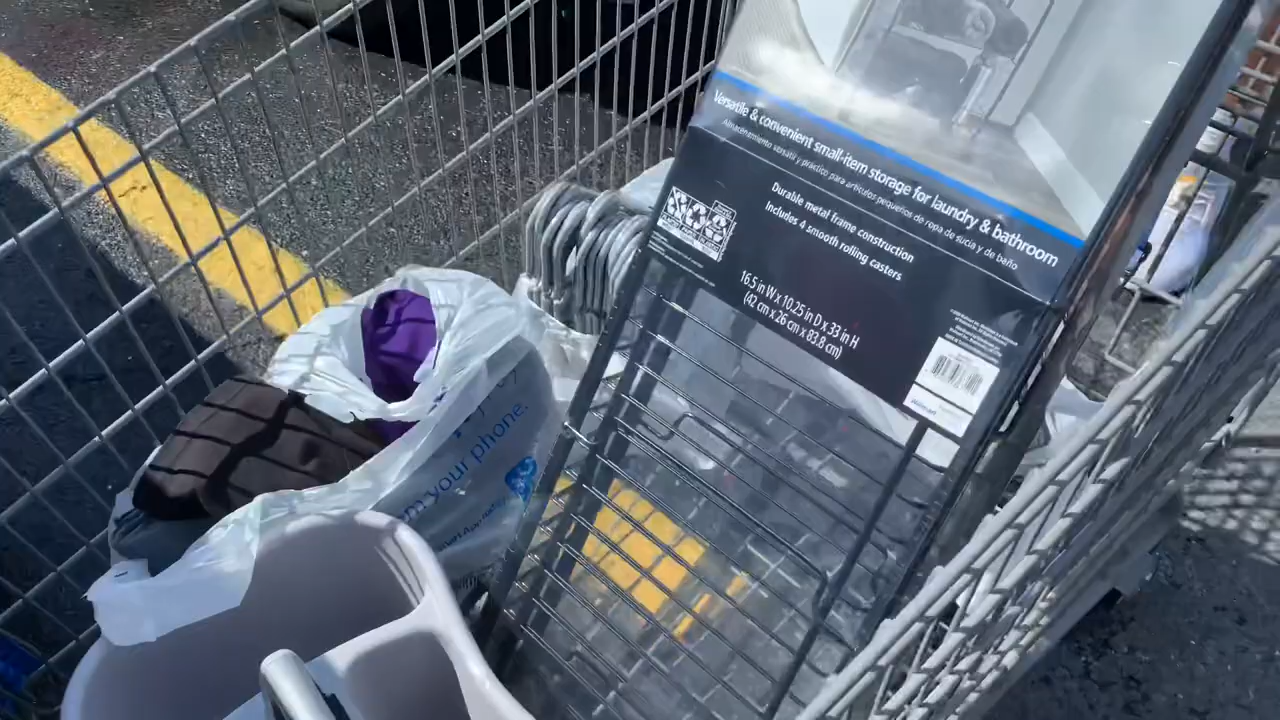 Versatile & convenient small-item storage for laundry & bathroom
Almacenamiento versátil y práctico para artículos pequeños de ropa de sucia y de baño
Durable metal frame construction
Includes 4 smooth rolling casters
16.5 in W x 10.25 in D x 33 in H
(42 cm x 26 cm x 83.8 cm)
Walmart
your phone.